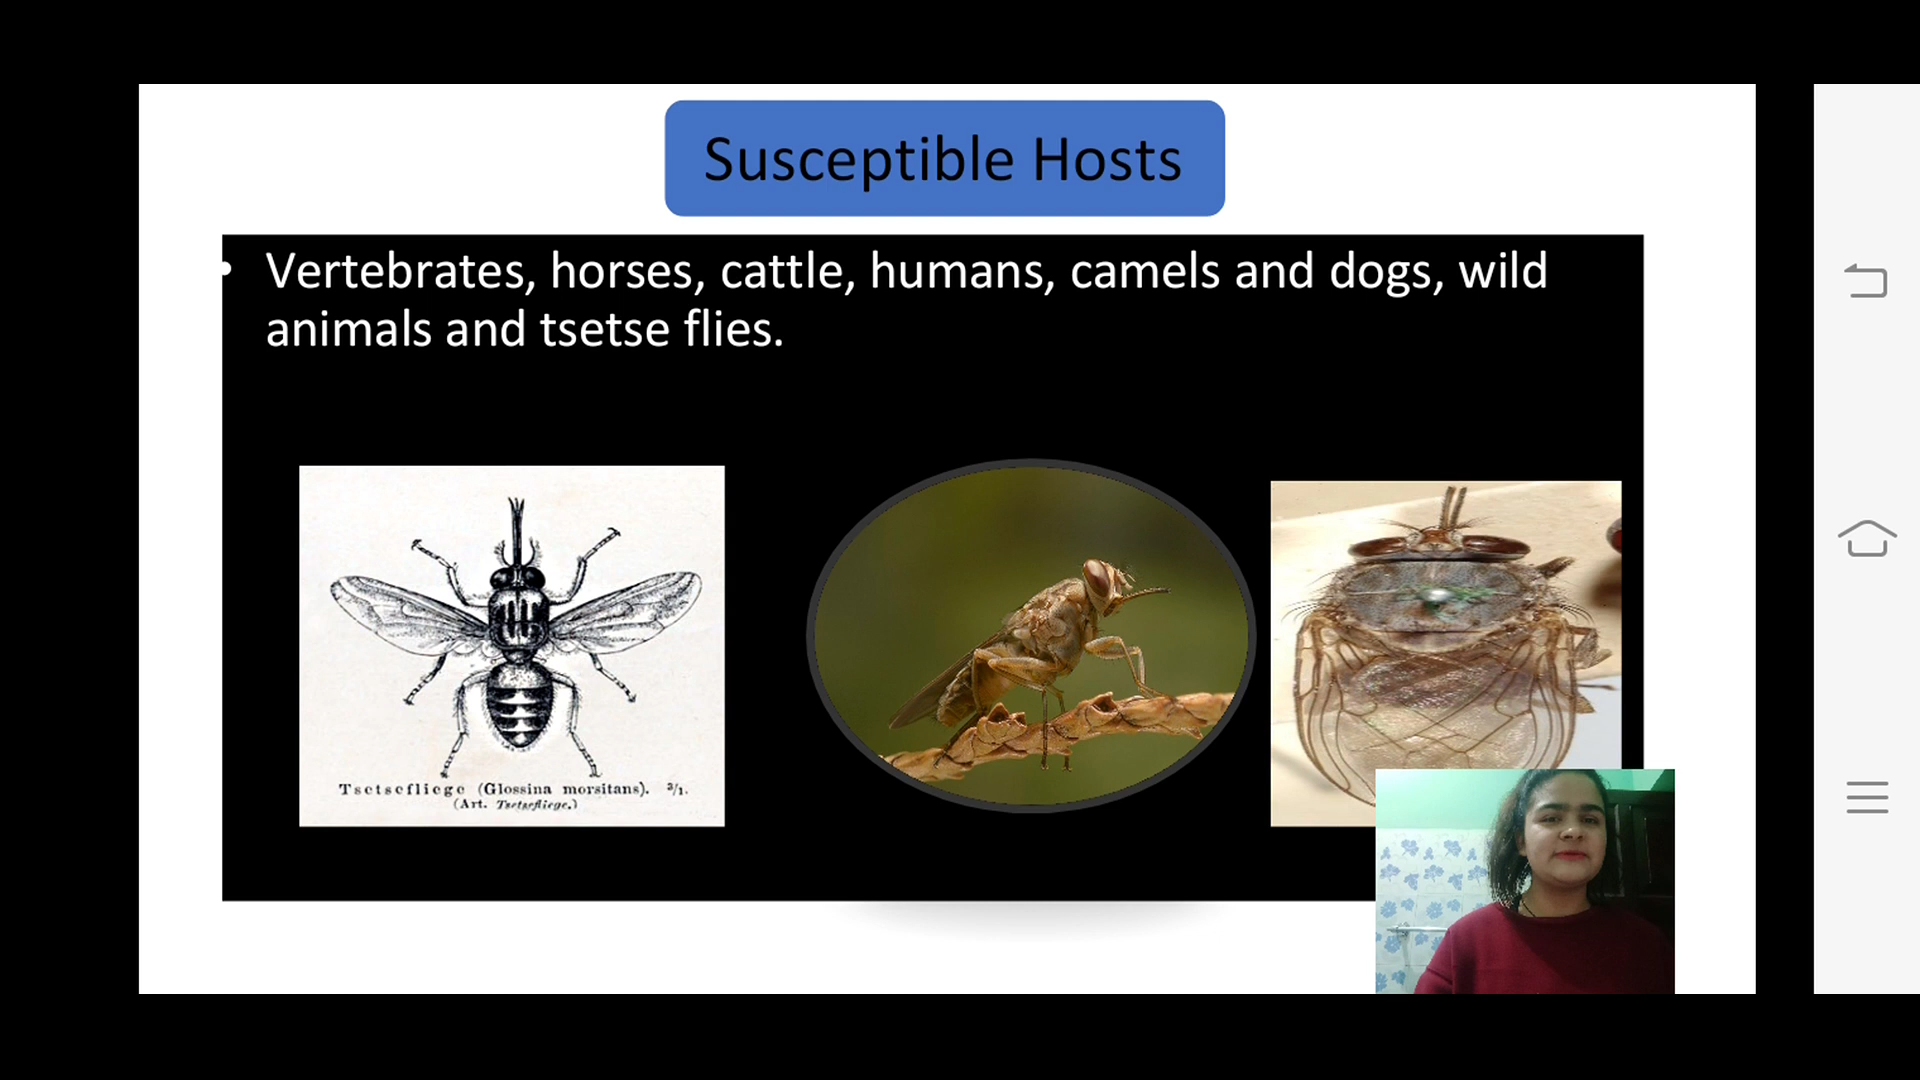 Susceptible Hosts
• Vertebrates, horses, cattle, humans, camels and dogs, wild
animals and tsetse flies.
Tsetsefliege (Glossina morsitans). 3/1.
(Art. Tsetsefliege.)